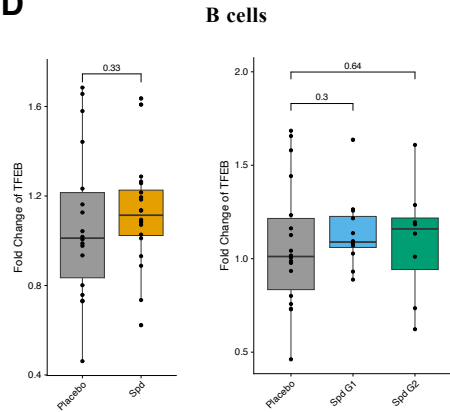 D
B cells
0.33
Fold Change of TFEB
1.6
1.2
0.8
0.4
Placebo
Spd
0.64
0.3
Fold Change of TFEB
2.0
1.5
1.0
0.5
Placebo
Spd G1
Spd G2